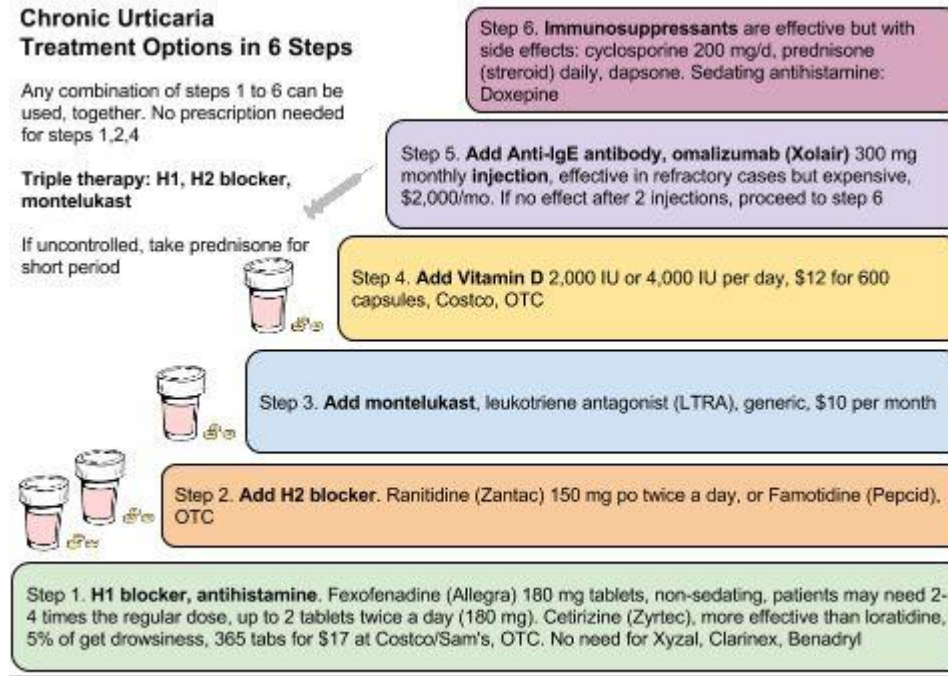 Chronic Urticaria
Treatment Options in 6 Steps
Any combination of steps 1 to 6 can be
used, together. No prescription needed
for steps 1,2,4
Triple therapy: H1, H2 blocker,
montelukast
If uncontrolled, take prednisone for
short period
Step 6. Immunosuppressants are effective but with
side effects: cyclosporine 200 mg/d, prednisone
(streroid) daily, dapsone. Sedating antihistamine:
Doxepine
Step 5. Add Anti-IgE antibody, omalizumab (Xolair) 300 mg
monthly injection, effective in refractory cases but expensive,
$2,000/mo. If no effect after 2 injections, proceed to step 6
Step 4. Add Vitamin D 2,000 IU or 4,000 IU per day, $12 for 600
capsules, Costco, OTC
Step 3. Add montelukast, leukotriene antagonist (LTRA), generic, $10 per month
Step 2. Add H2 blocker. Ranitidine (Zantac) 150 mg po twice a day, or Famotidine (Pepcid),
OTC
Step 1. H1 blocker, antihistamine. Fexofenadine (Allegra) 180 mg tablets, non-sedating, patients may need 2-
4 times the regular dose, up to 2 tablets twice a day (180 mg). Cetirizine (Zyrtec), more effective than loratidine,
5% of get drowsiness, 365 tabs for $17 at Costco/Sam's, OTC. No need for Xyzal, Clarinex, Benadryl